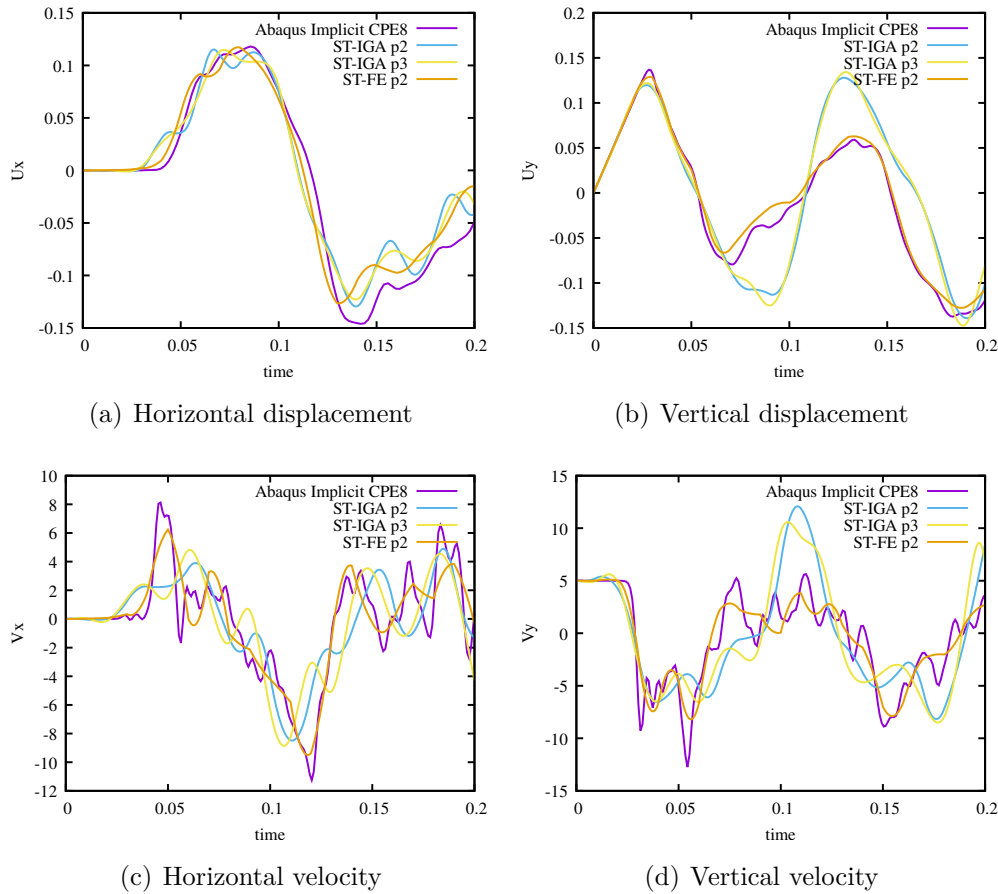 0.15
0.1
0.05
0
-0.05
-0.1
-0.15
Ux
0 0.05 0.1 0.15 0.2
time
Abaqus Implicit CPE8
ST-IGA p2
ST-IGA p3
ST-FE p2
(a) Horizontal displacement
0.2
0.15
0.1
0.05
0
-0.05
-0.1
-0.15
Uy
0 0.05 0.1 0.15 0.2
time
Abaqus Implicit CPE8
ST-IGA p2
ST-IGA p3
ST-FE p2
(b) Vertical displacement
10
8
6
4
2
0
-2
-4
-6
-8
-10
-12
Vx
0 0.05 0.1 0.15 0.2
time
Abaqus Implicit CPE8
ST-IGA p2
ST-IGA p3
ST-FE p2
(c) Horizontal velocity
15
10
5
0
-5
-10
-15
Vy
0 0.05 0.1 0.15 0.2
time
Abaqus Implicit CPE8
ST-IGA p2
ST-IGA p3
ST-FE p2
(d) Vertical velocity